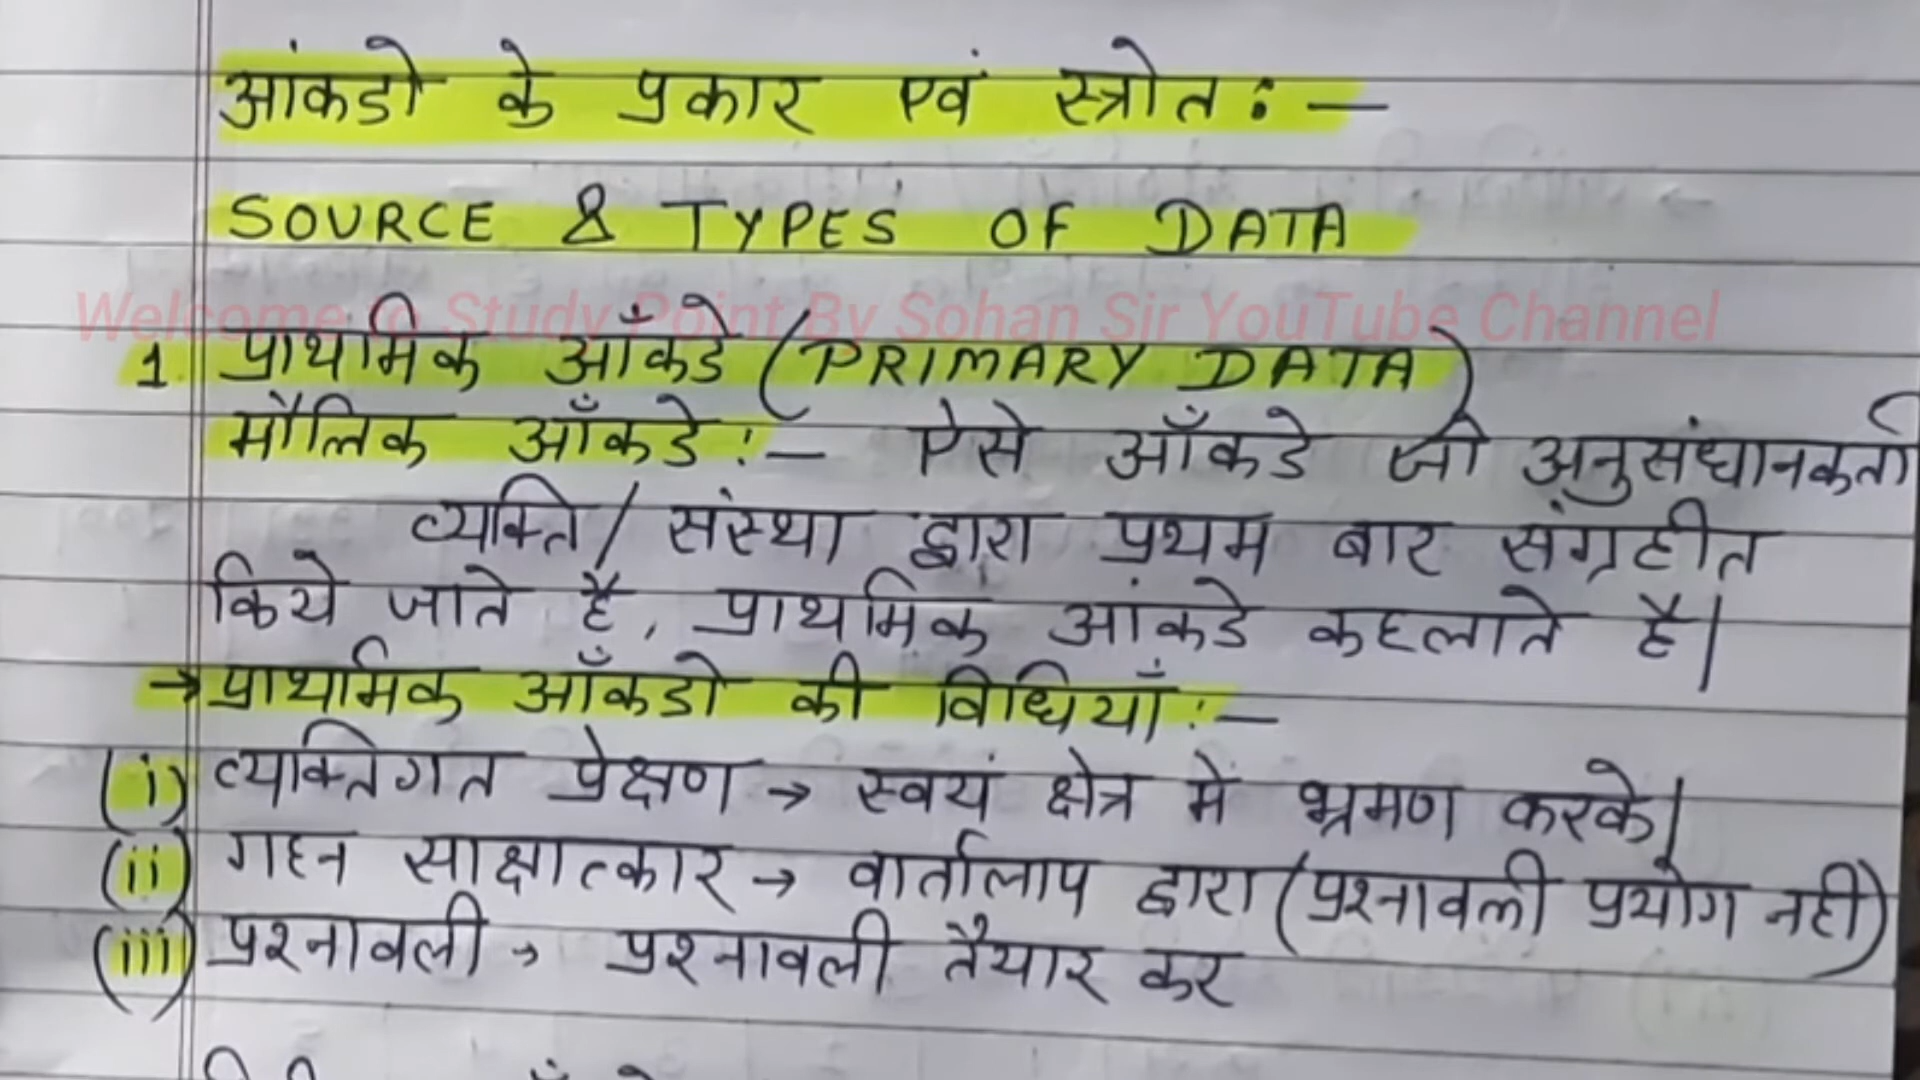 आंकडो के प्रकार एवं स्त्रोत :—
SOURCE & TYPES OF DATA
Welcome to Study Point By Sohan Sir YouTube Channel
1. प्राथमिक आँकडे (PRIMARY DATA)
मौलिक आँकडे :— ऐसे आँकडे जो अनुसंधानकर्ता
व्यक्ति / संस्था द्वारा प्रथम बार संग्रहीत
किये जाते है, प्राथमिक आंकडे कहलाते है।
→ प्राथमिक आँकडो की विधियाँ :—
(i) व्यक्तिगत प्रेक्षण → स्वयं क्षेत्र मे भ्रमण करके।
(ii) गहन साक्षात्कार → वार्तालाप द्वारा (प्रश्नावली प्रयोग नही)
(iii) प्रश्नावली → प्रश्नावली तैयार कर